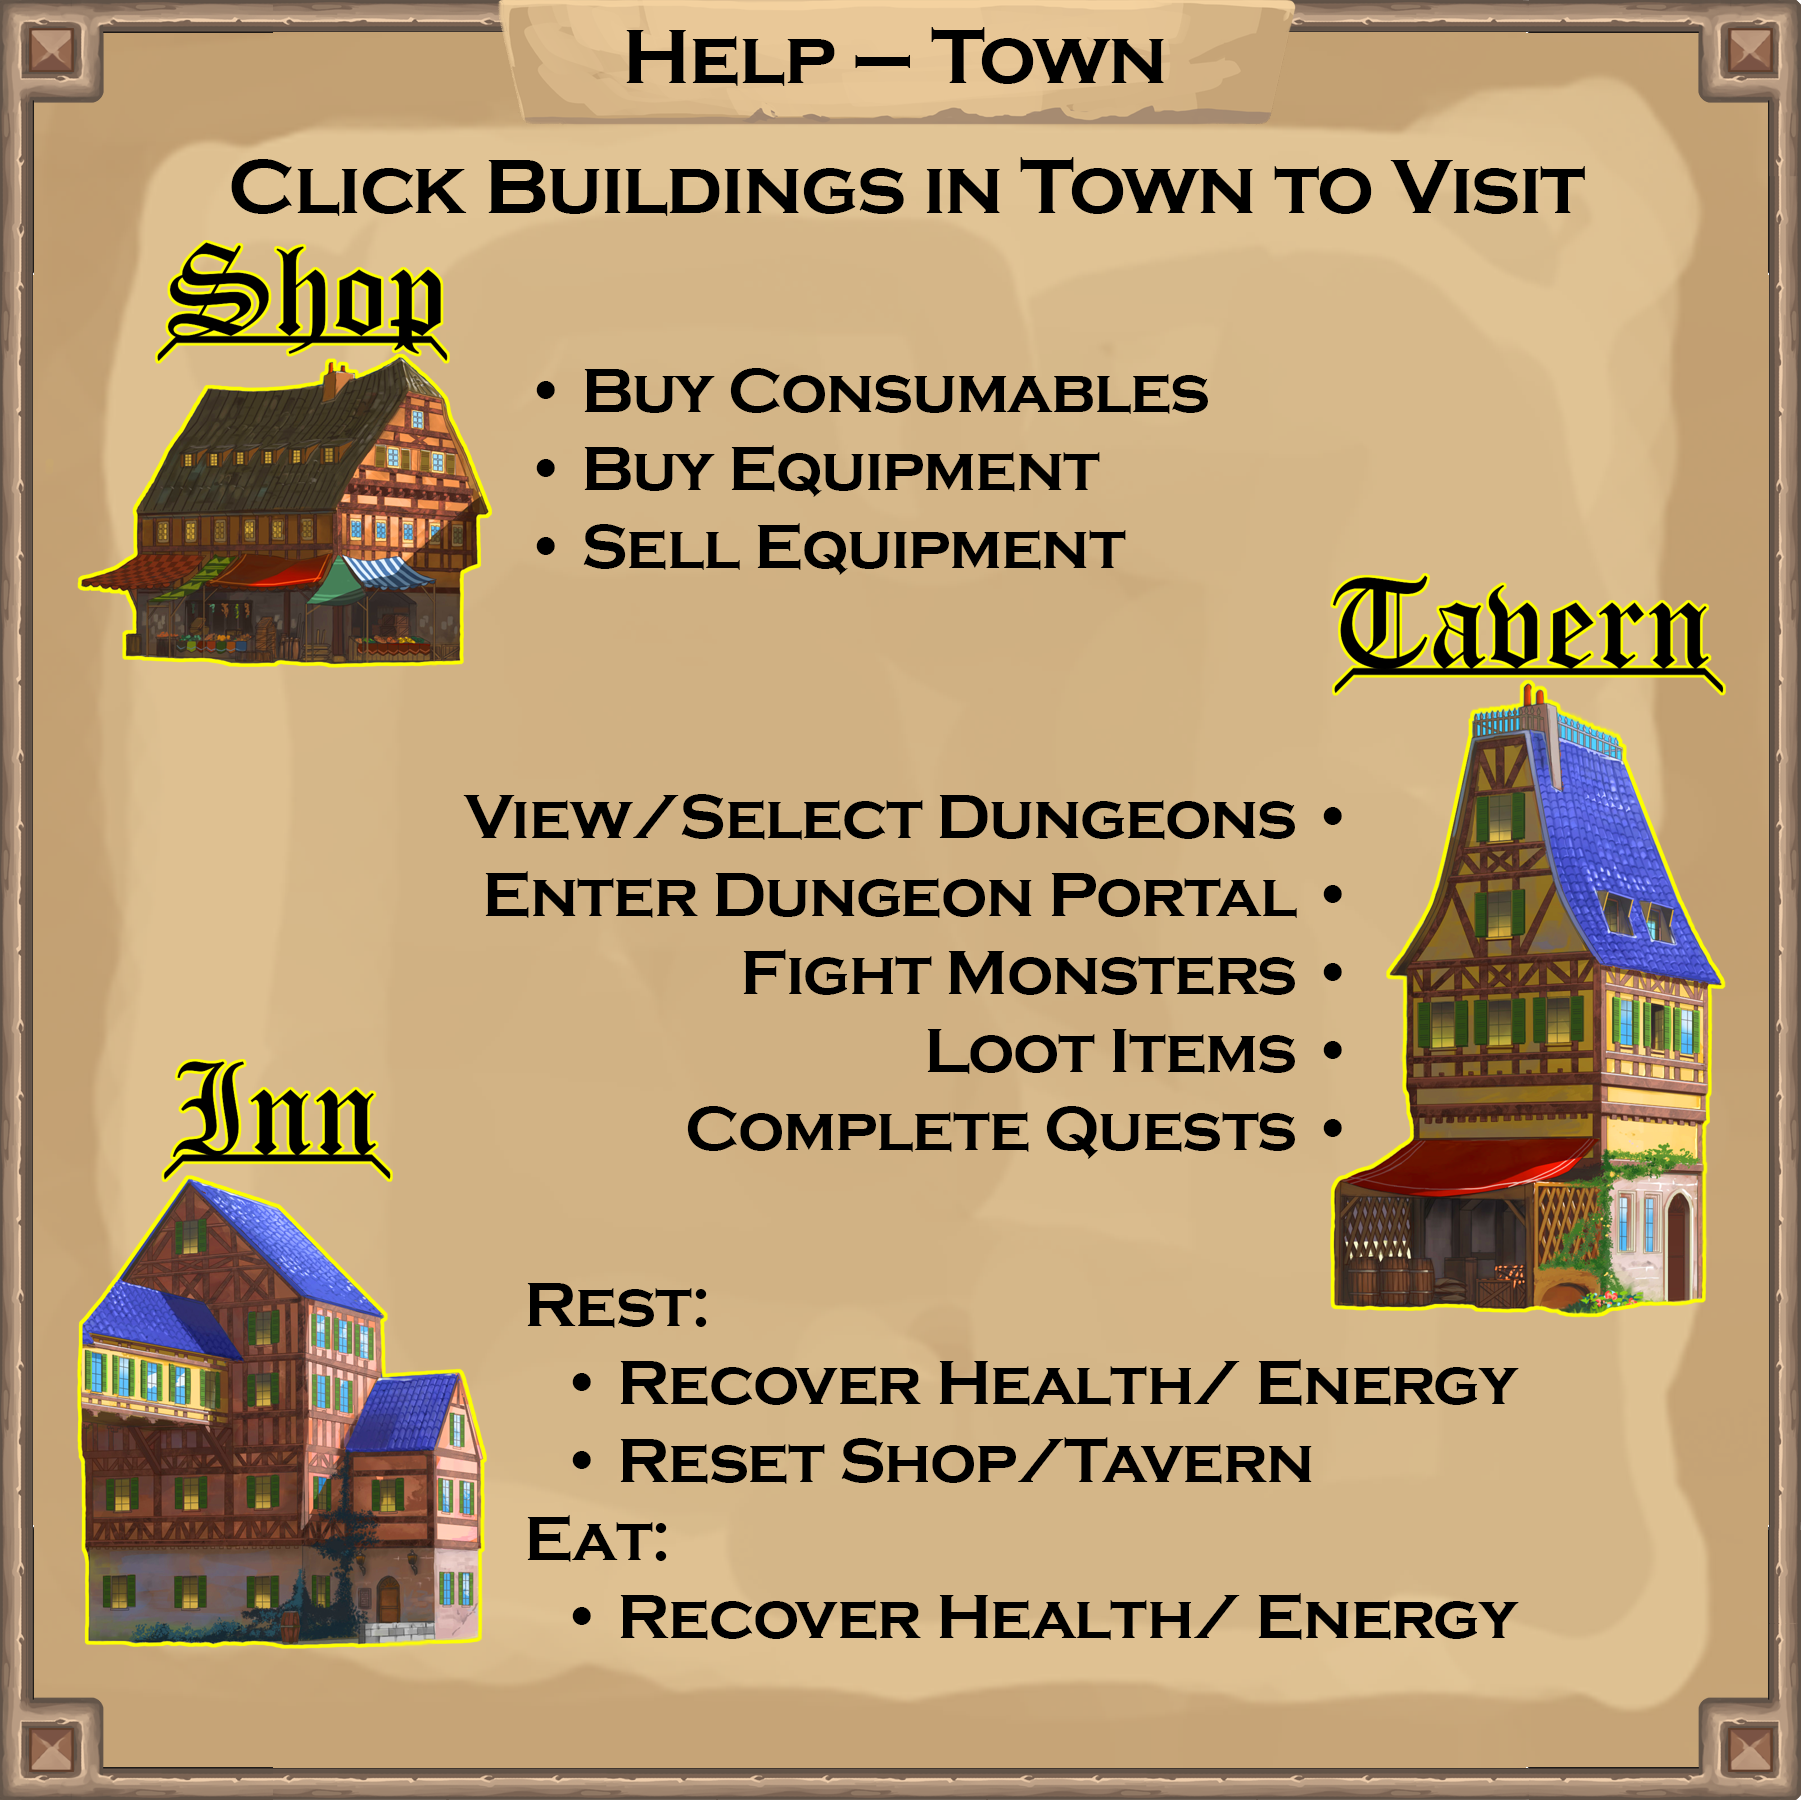 Help – Town
Click Buildings in Town to Visit
Shop
• Buy Consumables
• Buy Equipment
• Sell Equipment
Tavern
View/Select Dungeons •
Enter Dungeon Portal •
Fight Monsters •
Loot Items •
Complete Quests •
Inn
Rest:
• Recover Health/ Energy
• Reset Shop/Tavern
Eat:
• Recover Health/ Energy